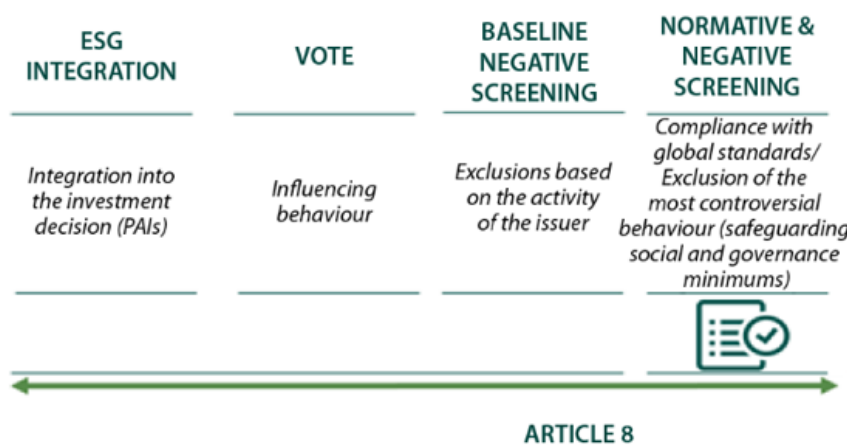 ESG
INTEGRATION
VOTE
BASELINE
NEGATIVE
SCREENING
NORMATIVE &
NEGATIVE
SCREENING
Integration into
the investment
decision (PAIs)
Influencing
behaviour
Exclusions based
on the activity
of the issuer
Compliance with
global standards/
Exclusion of the
most controversial
behaviour (safeguarding
social and governance
minimums)
ARTICLE 8